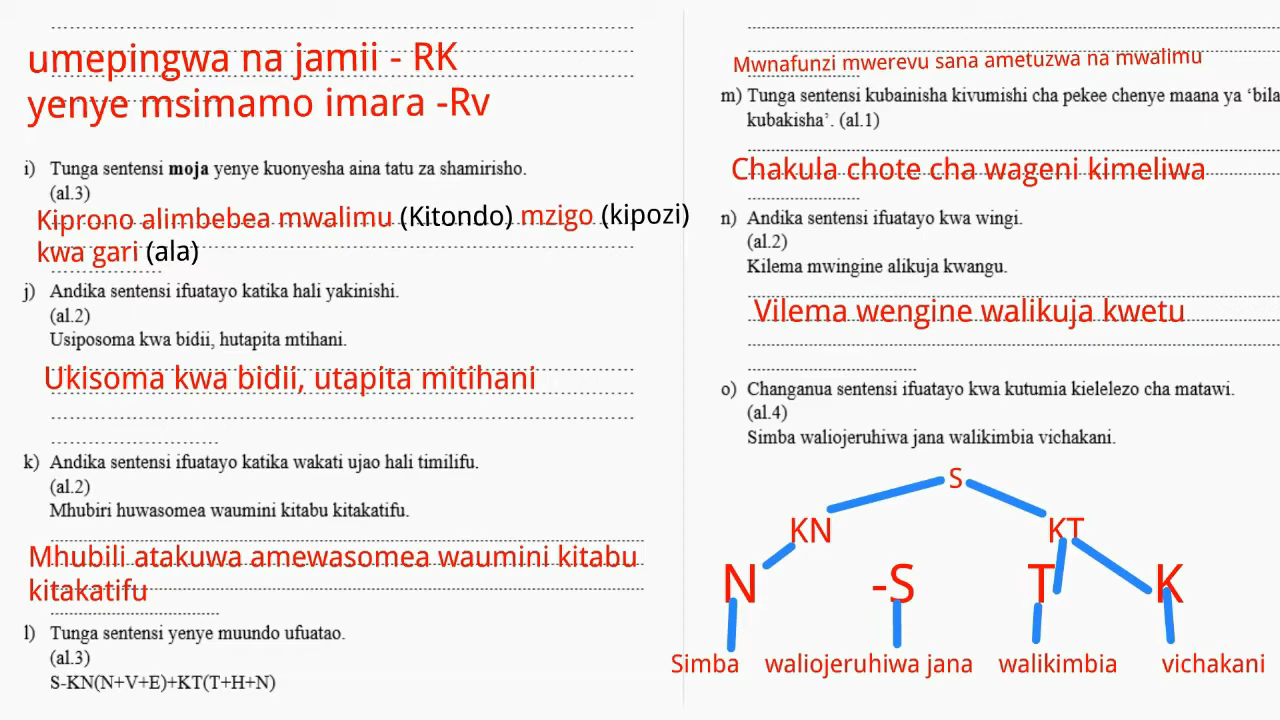 umepingwa na jamii - RK
yenye msimamo imara -Rv
i) Tunga sentensi moja yenye kuonyesha aina tatu za shamirisho.
(al.3)
Kiprono alimbebea mwalimu (Kitondo) mzigo (kipozi)
kwa gari (ala)
j) Andika sentensi ifuatayo katika hali yakinishi.
(al.2)
Usiposoma kwa bidii, hutapita mtihani.
Ukisoma kwa bidii, utapita mitihani
k) Andika sentensi ifuatayo katika wakati ujao hali timilifu.
(al.2)
Mhubiri huwasomea waumini kitabu kitakatifu.
Mhubili atakuwa amewasomea waumini kitabu
kitakatifu
l) Tunga sentensi yenye muundo ufuatao.
(al.3)
S-KN(N+V+E)+KT(T+H+N)
Mwnafunzi mwerevu sana ametuzwa na mwalimu
m) Tunga sentensi kubainisha kivumishi cha pekee chenye maana ya ‘bila
kubakisha’. (al.1)
Chakula chote cha wageni kimeliwa
n) Andika sentensi ifuatayo kwa wingi.
(al.2)
Kilema mwingine alikuja kwangu.
Vilema wengine walikuja kwetu
o) Changanua sentensi ifuatayo kwa kutumia kielelezo cha matawi.
(al.4)
Simba waliojeruhiwa jana walikimbia vichakani.
S
KN KT
N -S T K
Simba waliojeruhiwa jana walikimbia vichakani